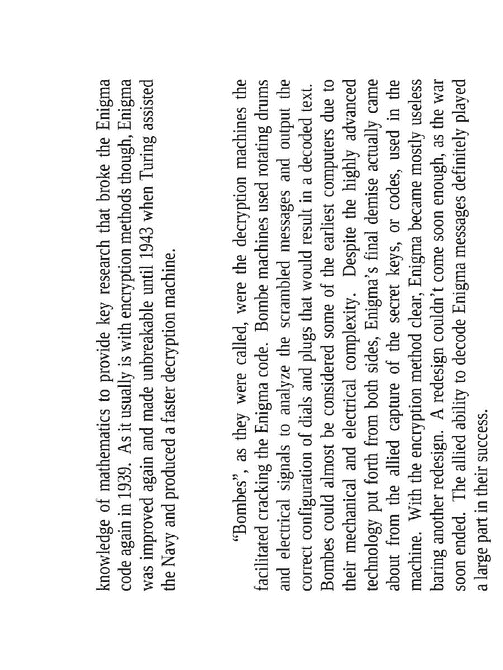 knowledge of mathematics to provide key research that broke the Enigma
code again in 1939.  As it usually is with encryption methods though, Enigma
was improved again and made unbreakable until 1943 when Turing assisted
the Navy and produced a faster decryption machine.
“Bombes”, as they were called, were the decryption machines the
facilitated cracking the Enigma code.  Bombe machines used rotating drums
and electrical signals to analyze the scrambled messages and output the
correct configuration of dials and plugs that would result in a decoded text.
Bombes could almost be considered some of the earliest computers due to
their mechanical and electrical complexity.  Despite the highly advanced
technology put forth from both sides, Enigma’s final demise actually came
about from the allied capture of the secret keys, or codes, used in the
machine.  With the encryption method clear, Enigma became mostly useless
baring another redesign.  A redesign couldn’t come soon enough, as the war
soon ended.  The allied ability to decode Enigma messages definitely played
a large part in their success.